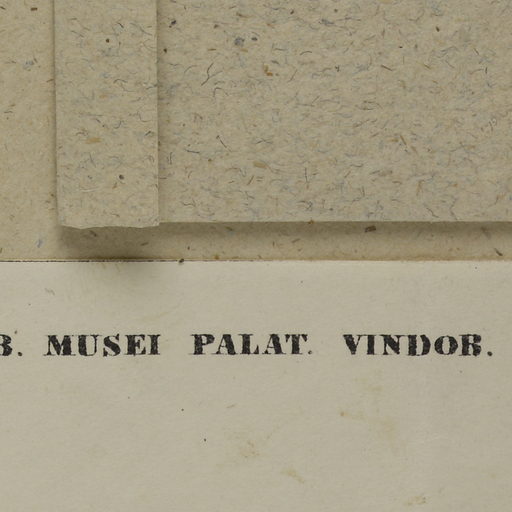 B. MUSEI PALAT. VINDOB.